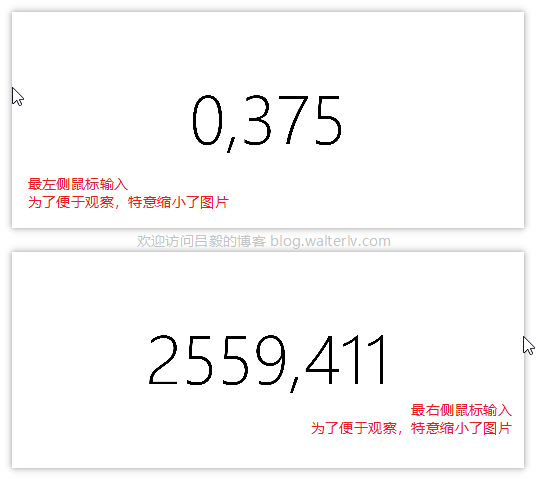 0,375
最左侧鼠标输入
为了便于观察，特意缩小了图片
欢迎访问吕毅的博客 blog.walterlv.com
2559,411
最右侧鼠标输入
为了便于观察，特意缩小了图片